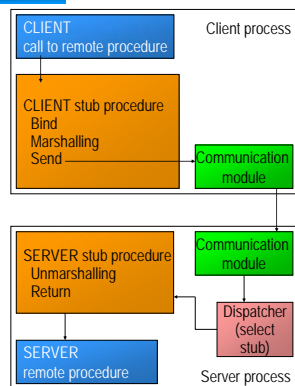 CLIENT
call to remote procedure
Client process
CLIENT stub procedure
Bind
Marshalling
Send
Communication
module
SERVER stub procedure
Unmarshalling
Return
Communication
module
Dispatcher
(select
stub)
SERVER
remote procedure
Server process